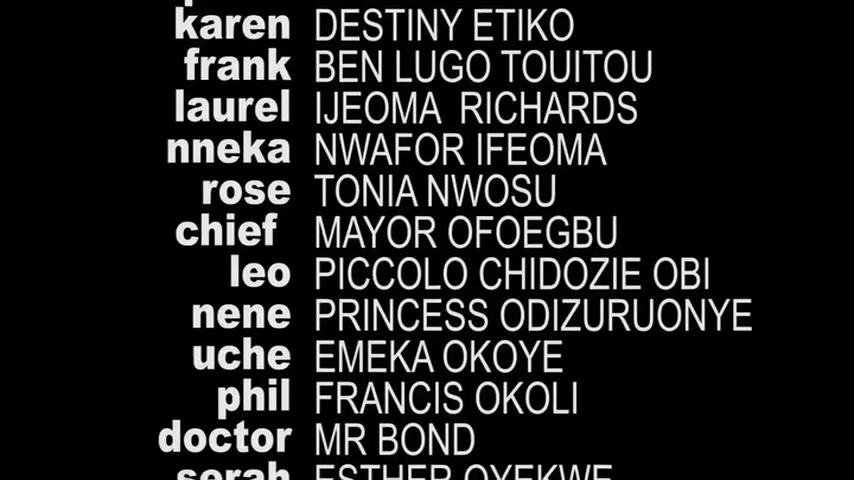 karen DESTINY ETIKO
frank BEN LUGO TOUITOU
laurel IJEOMA RICHARDS
nneka NWAFOR IFEOMA
rose TONIA NWOSU
chief MAYOR OFOEGBU
leo PICCOLO CHIDOZIE OBI
nene PRINCESS ODIZURUONYE
uche EMEKA OKOYE
phil FRANCIS OKOLI
doctor MR BOND
serah ESTHER OYEKWE